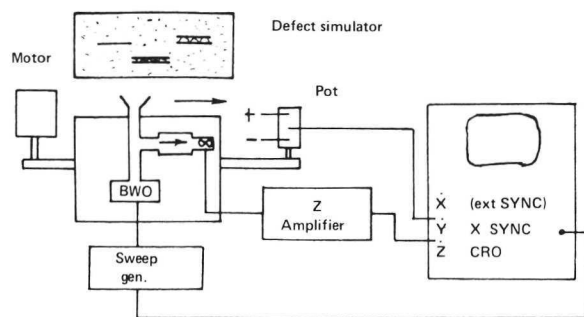 Defect simulator
Motor
Pot
+
−
BWO
Z
Amplifier
Sweep
gen.
X (ext SYNC)
Y X SYNC
Z CRO